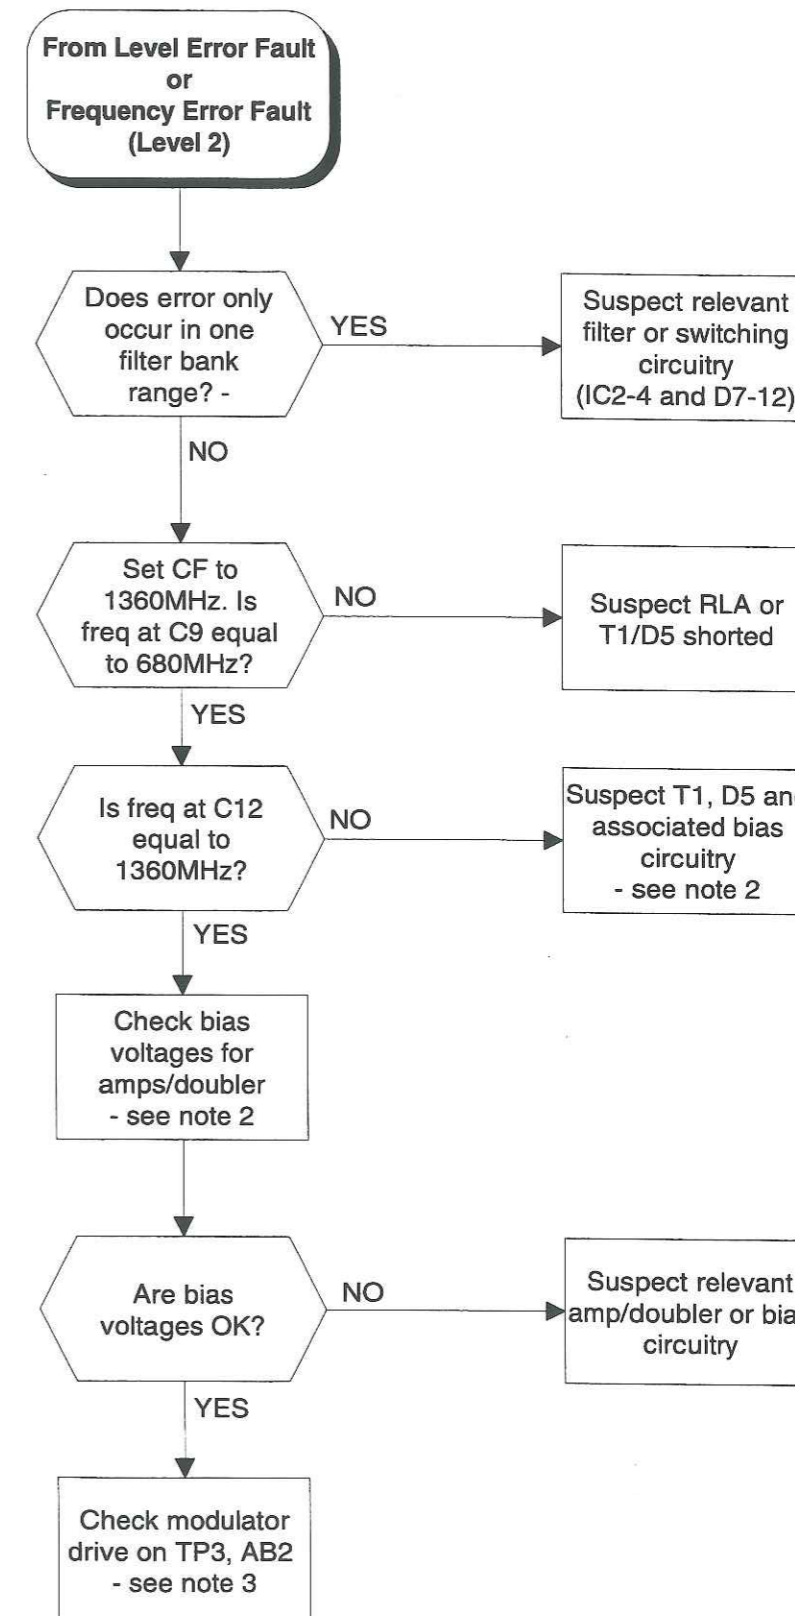 From Level Error Fault
or
Frequency Error Fault
(Level 2)
Does error only
occur in one
filter bank
range? -
YES
Suspect relevant
filter or switching
circuitry
(IC2-4 and D7-12)
NO
Set CF to
1360MHz. Is
freq at C9 equal
to 680MHz?
NO
Suspect RLA or
T1/D5 shorted
YES
Is freq at C12
equal to
1360MHz?
NO
Suspect T1, D5 an
associated bias
circuitry
- see note 2
YES
Check bias
voltages for
amps/doubler
- see note 2
Are bias
voltages OK?
NO
Suspect relevant
amp/doubler or bia
circuitry
YES
Check modulator
drive on TP3, AB2
- see note 3